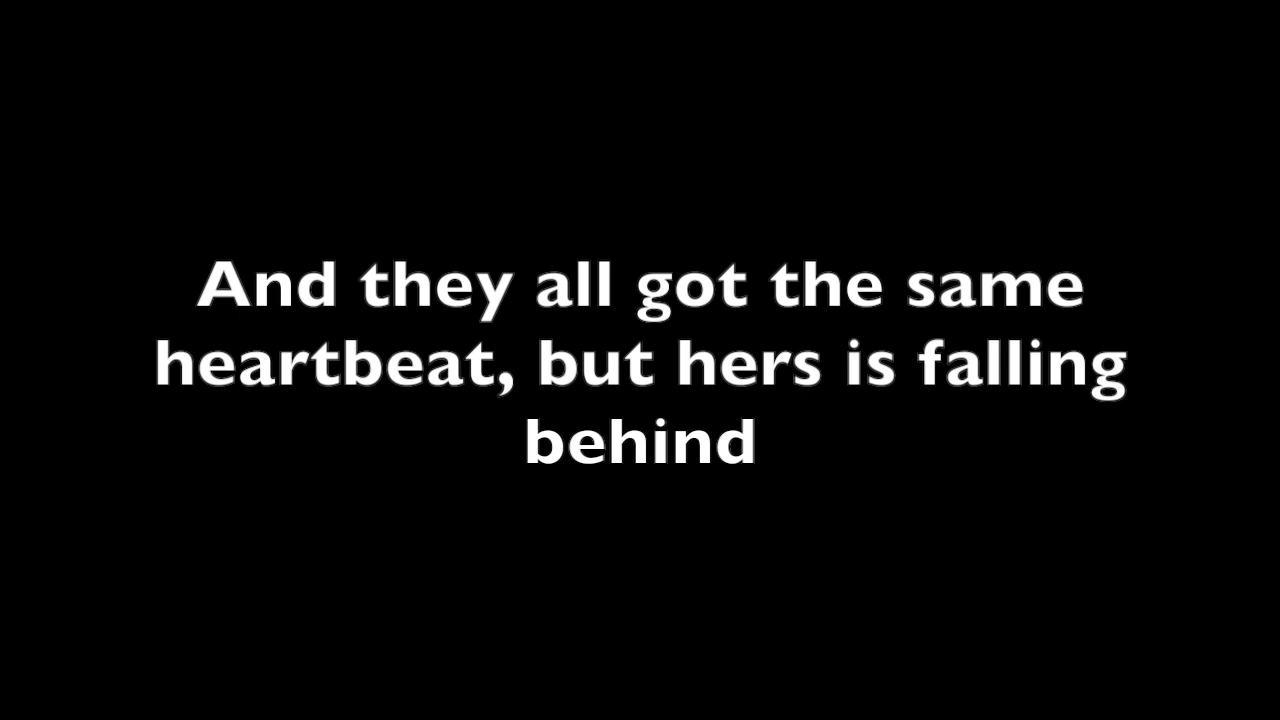 And they all got the same
heartbeat, but hers is falling
behind